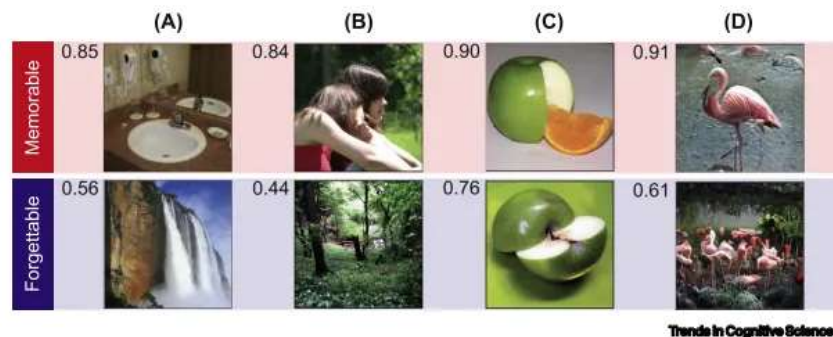 (A) (B) (C) (D)
Memorable
0.85 0.84 0.90 0.91
Forgettable
0.56 0.44 0.76 0.61
Trends in Cognitive Sciences